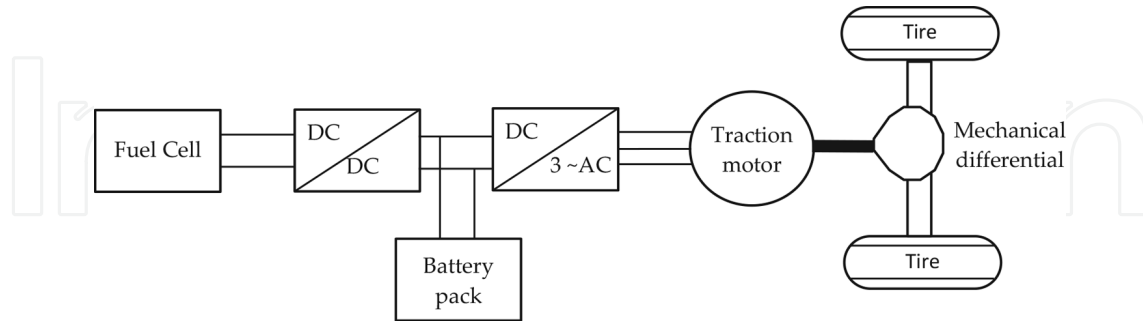 Fuel Cell
DC
DC
DC
3 ~AC
Battery
pack
Traction
motor
Tire
Mechanical
differential
Tire